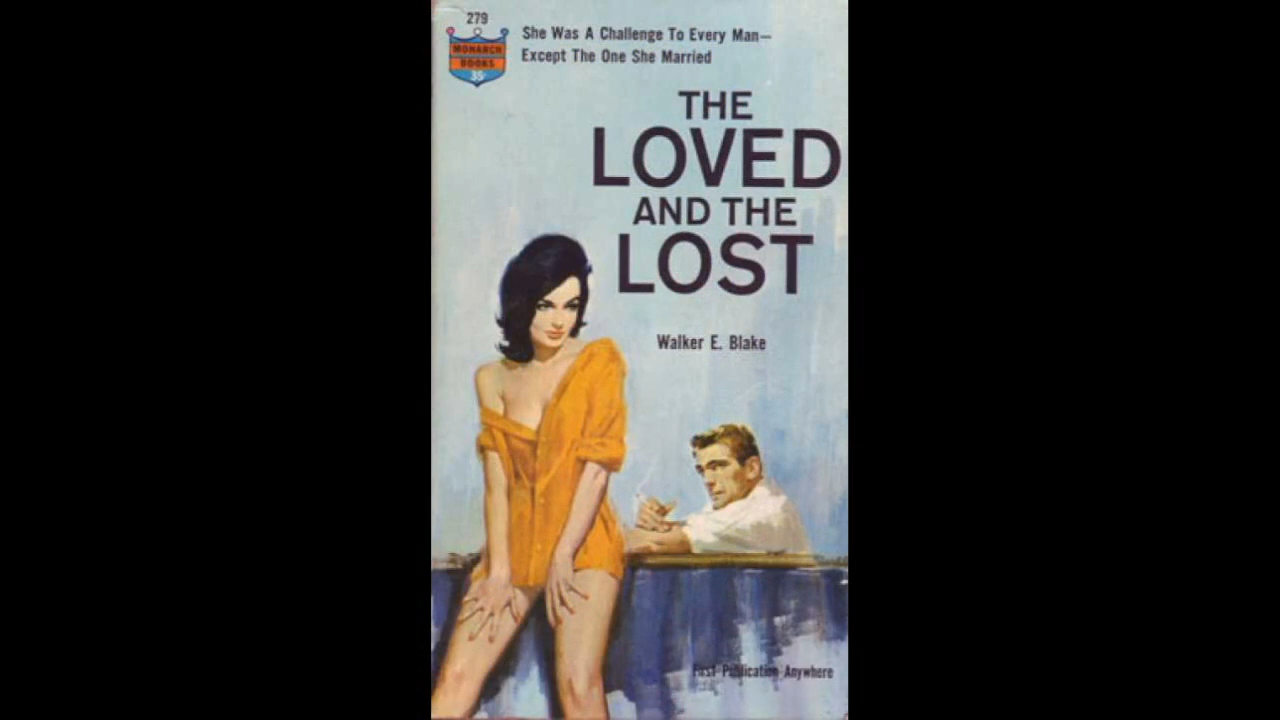 279
MONARCH
BOOKS
35¢
She Was A Challenge To Every Man—
Except The One She Married
THE
LOVED
AND THE
LOST
Walker E. Blake
First Publication Anywhere